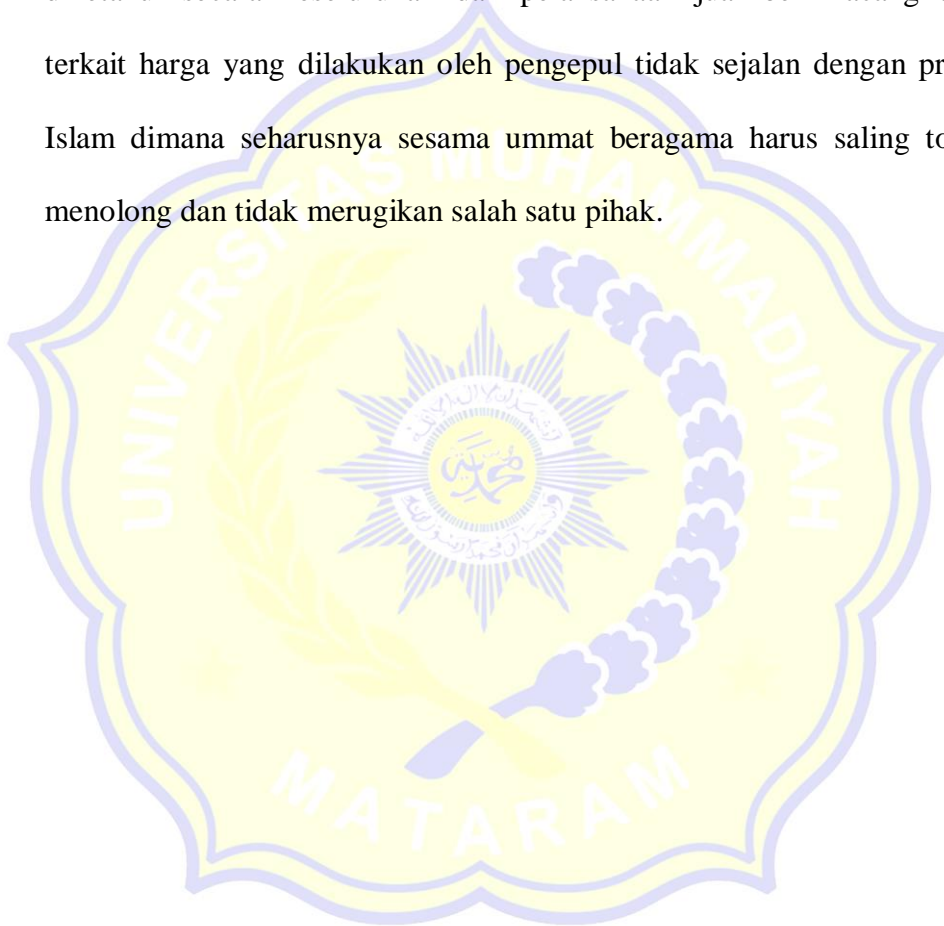 terkait harga yang dilakukan oleh pengepul tidak sejalan dengan pr
Islam dimana seharusnya sesama ummat beragama harus saling to
menolong dan tidak merugikan salah satu pihak.
UNIVERSITAS MUHAMMADIYAH
MATARAM